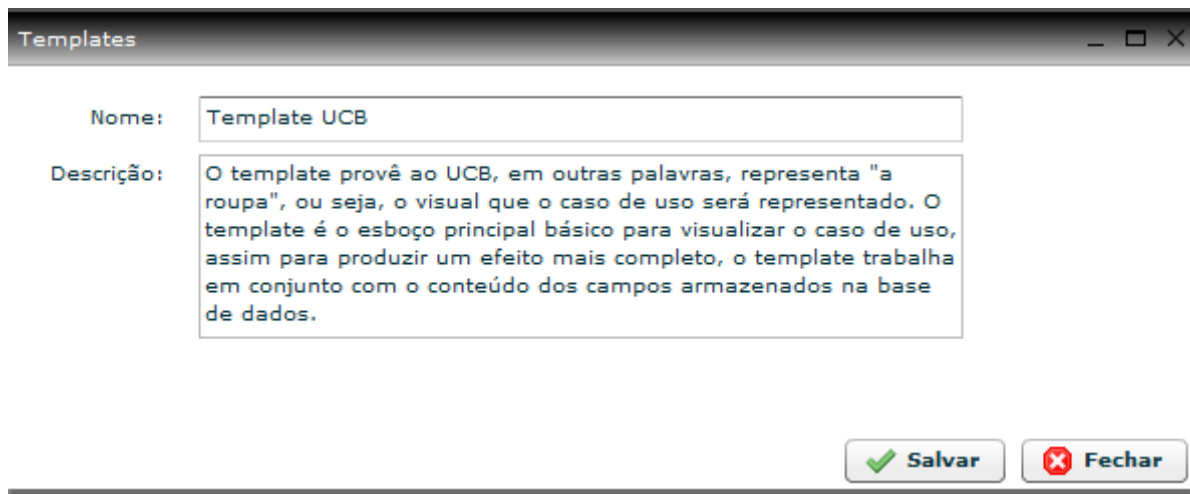 Templates
Nome: Template UCB
Descrição: O template provê ao UCB, em outras palavras, representa "a
roupa", ou seja, o visual que o caso de uso será representado. O
template é o esboço principal básico para visualizar o caso de uso,
assim para produzir um efeito mais completo, o template trabalha
em conjunto com o conteúdo dos campos armazenados na base
de dados.
Salvar Fechar